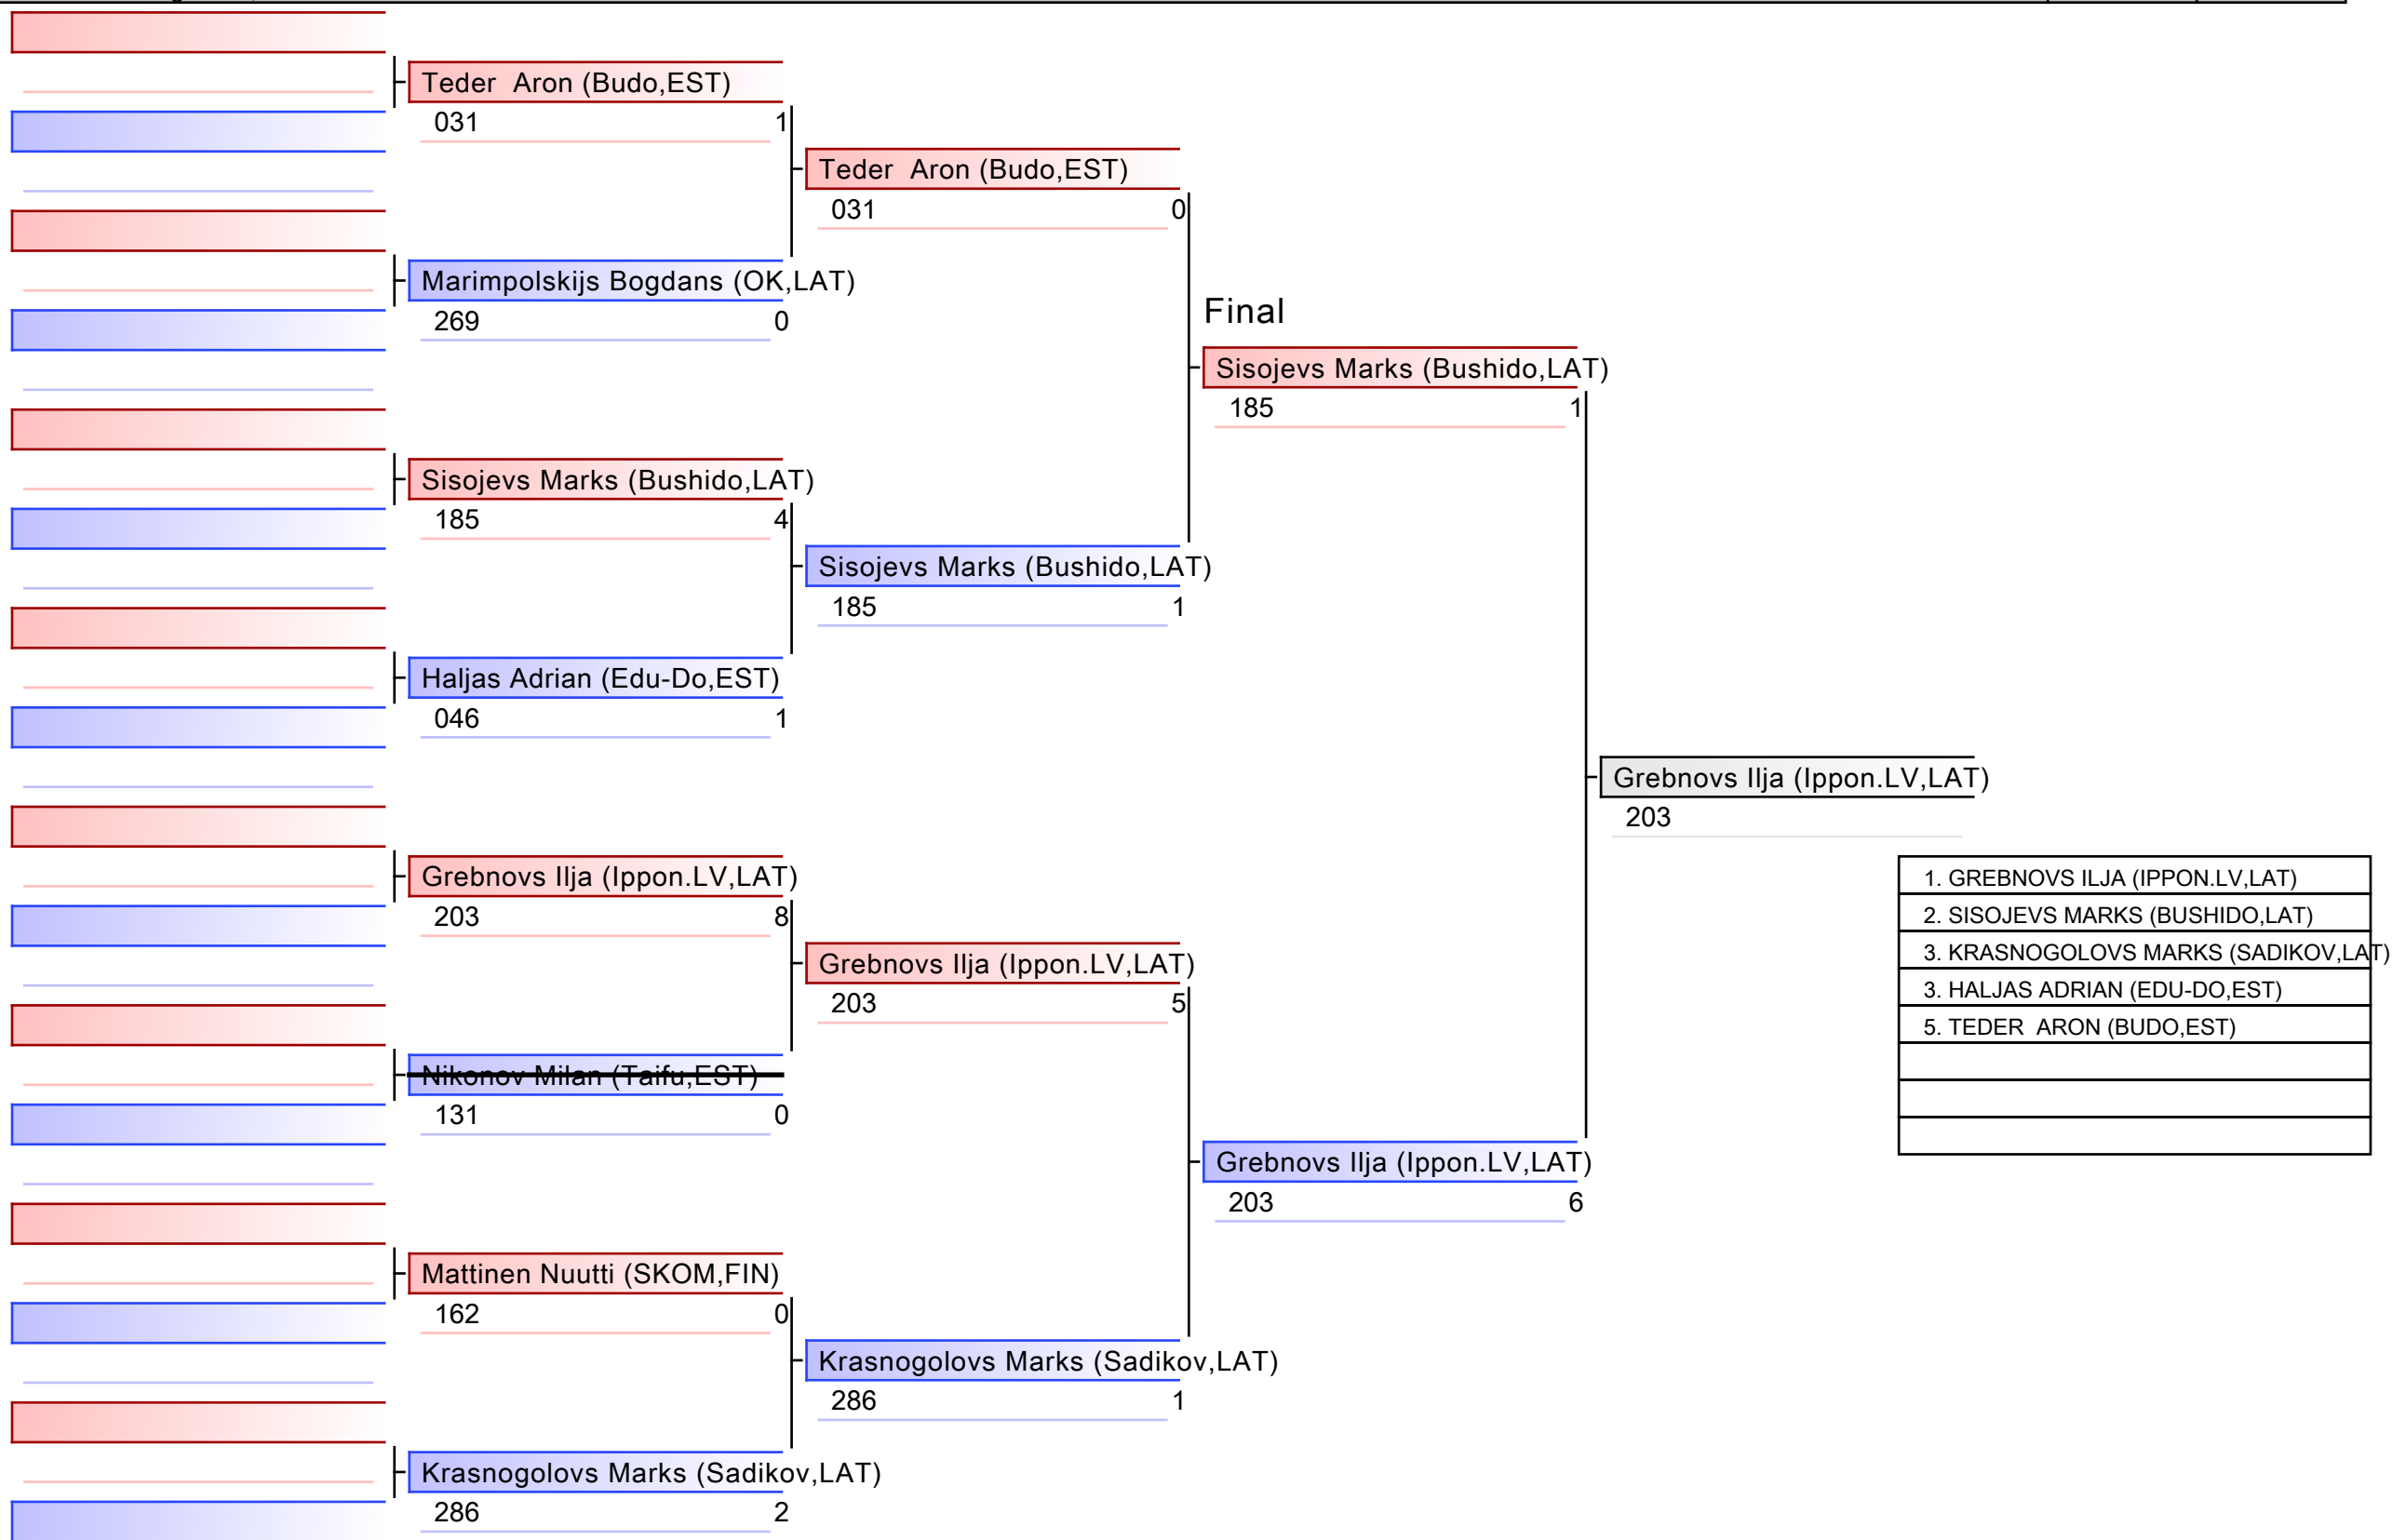 Teder  Aron (Budo,EST)
031 1
Teder  Aron (Budo,EST)
031 0
Marimpolskijs Bogdans (OK,LAT)
269 0
Final
Sisojevs Marks (Bushido,LAT)
185 1
Sisojevs Marks (Bushido,LAT)
185 4
Sisojevs Marks (Bushido,LAT)
185 1
Haljas Adrian (Edu-Do,EST)
046 1
Grebnovs Ilja (Ippon.LV,LAT)
203
Grebnovs Ilja (Ippon.LV,LAT)
203 8
1. GREBNOVS ILJA (IPPON.LV,LAT)
2. SISOJEVS MARKS (BUSHIDO,LAT)
3. KRASNOGOLOVS MARKS (SADIKOV,LAT)
3. HALJAS ADRIAN (EDU-DO,EST)
5. TEDER  ARON (BUDO,EST)
Grebnovs Ilja (Ippon.LV,LAT)
203 5
Nikonov Milan (Taifu,EST)
131 0
Grebnovs Ilja (Ippon.LV,LAT)
203 6
Mattinen Nuutti (SKOM,FIN)
162 0
Krasnogolovs Marks (Sadikov,LAT)
286 1
Krasnogolovs Marks (Sadikov,LAT)
286 2